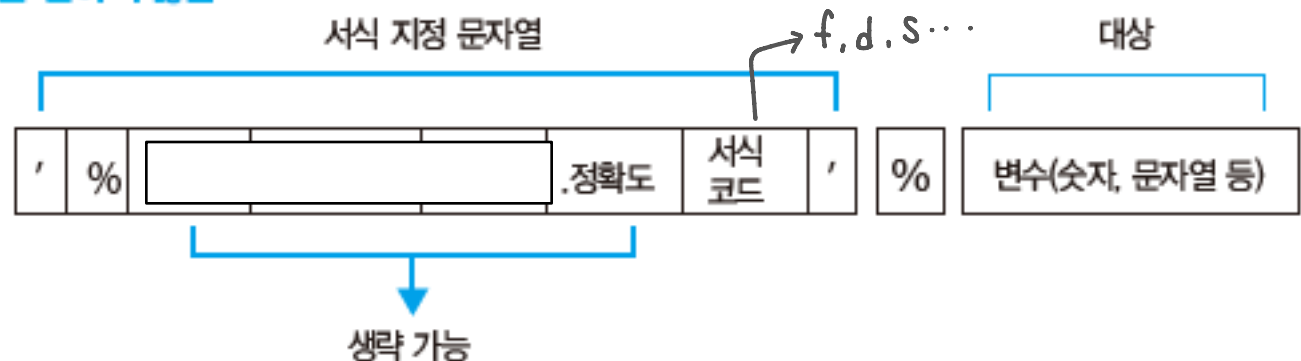 서식 지정 문자열
f, d, s...
대상
' % .정확도 서식 코드 ' % 변수(숫자, 문자열 등)
생략 가능